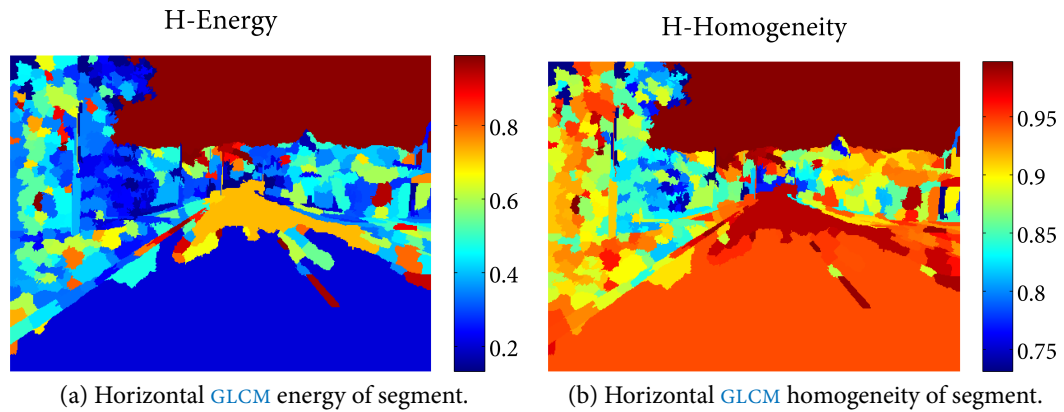 H-Energy
H-Homogeneity
0.8
0.6
0.4
0.2
0.95
0.9
0.85
0.8
0.75
(a) Horizontal GLCM energy of segment.
(b) Horizontal GLCM homogeneity of segment.